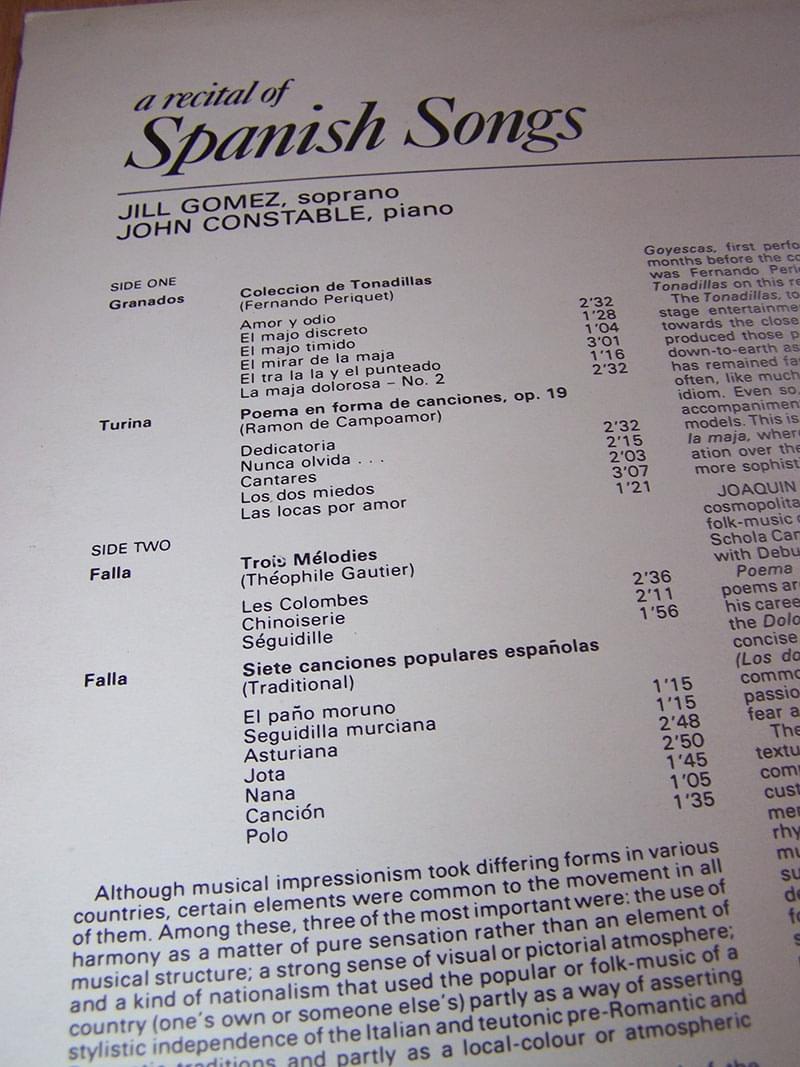 a recital of
Spanish Songs
JILL GOMEZ, soprano
JOHN CONSTABLE, piano
SIDE ONE
Granados
Coleccion de Tonadillas
(Fernando Periquet)
Amor y odio 2'32
El majo discreto 1'28
El majo timido 1'04
El mirar de la maja 3'01
El tra la la y el punteado 1'16
La maja dolorosa – No. 2 2'32
Turina
Poema en forma de canciones, op. 19
(Ramon de Campoamor)
Dedicatoria 2'32
Nunca olvida . . . 2'15
Cantares 2'03
Los dos miedos 3'07
Las locas por amor 1'21
SIDE TWO
Falla
Trois Mélodies
(Théophile Gautier)
Les Colombes 2'36
Chinoiserie 2'11
Séguidille 1'56
Falla
Siete canciones populares españolas
(Traditional)
El paño moruno 1'15
Seguidilla murciana 1'15
Asturiana 2'48
Jota 2'50
Nana 1'45
Canción 1'05
Polo 1'35
Although musical impressionism took differing forms in various
countries, certain elements were common to the movement in all
of them. Among these, three of the most important were: the use of
harmony as a matter of pure sensation rather than an element of
musical structure; a strong sense of visual or pictorial atmosphere;
and a kind of nationalism that used the popular or folk-music of a
country (one's own or someone else's) partly as a way of asserting
stylistic independence of the Italian and teutonic pre-Romantic and
traditions and partly as a local-colour or atmospheric
of the
Goyescas, first
months before the
was Fernando
Tonadillas on this
The Tonadillas,
stage
towards the
produced those
down-to-earth
has remained
often, like much
idiom. Even so,
models. This is
la maja,
over the
more
JOAQUIN
folk-music
Schola
with
Poema
poems
his
the
concise
(Los
fear
The